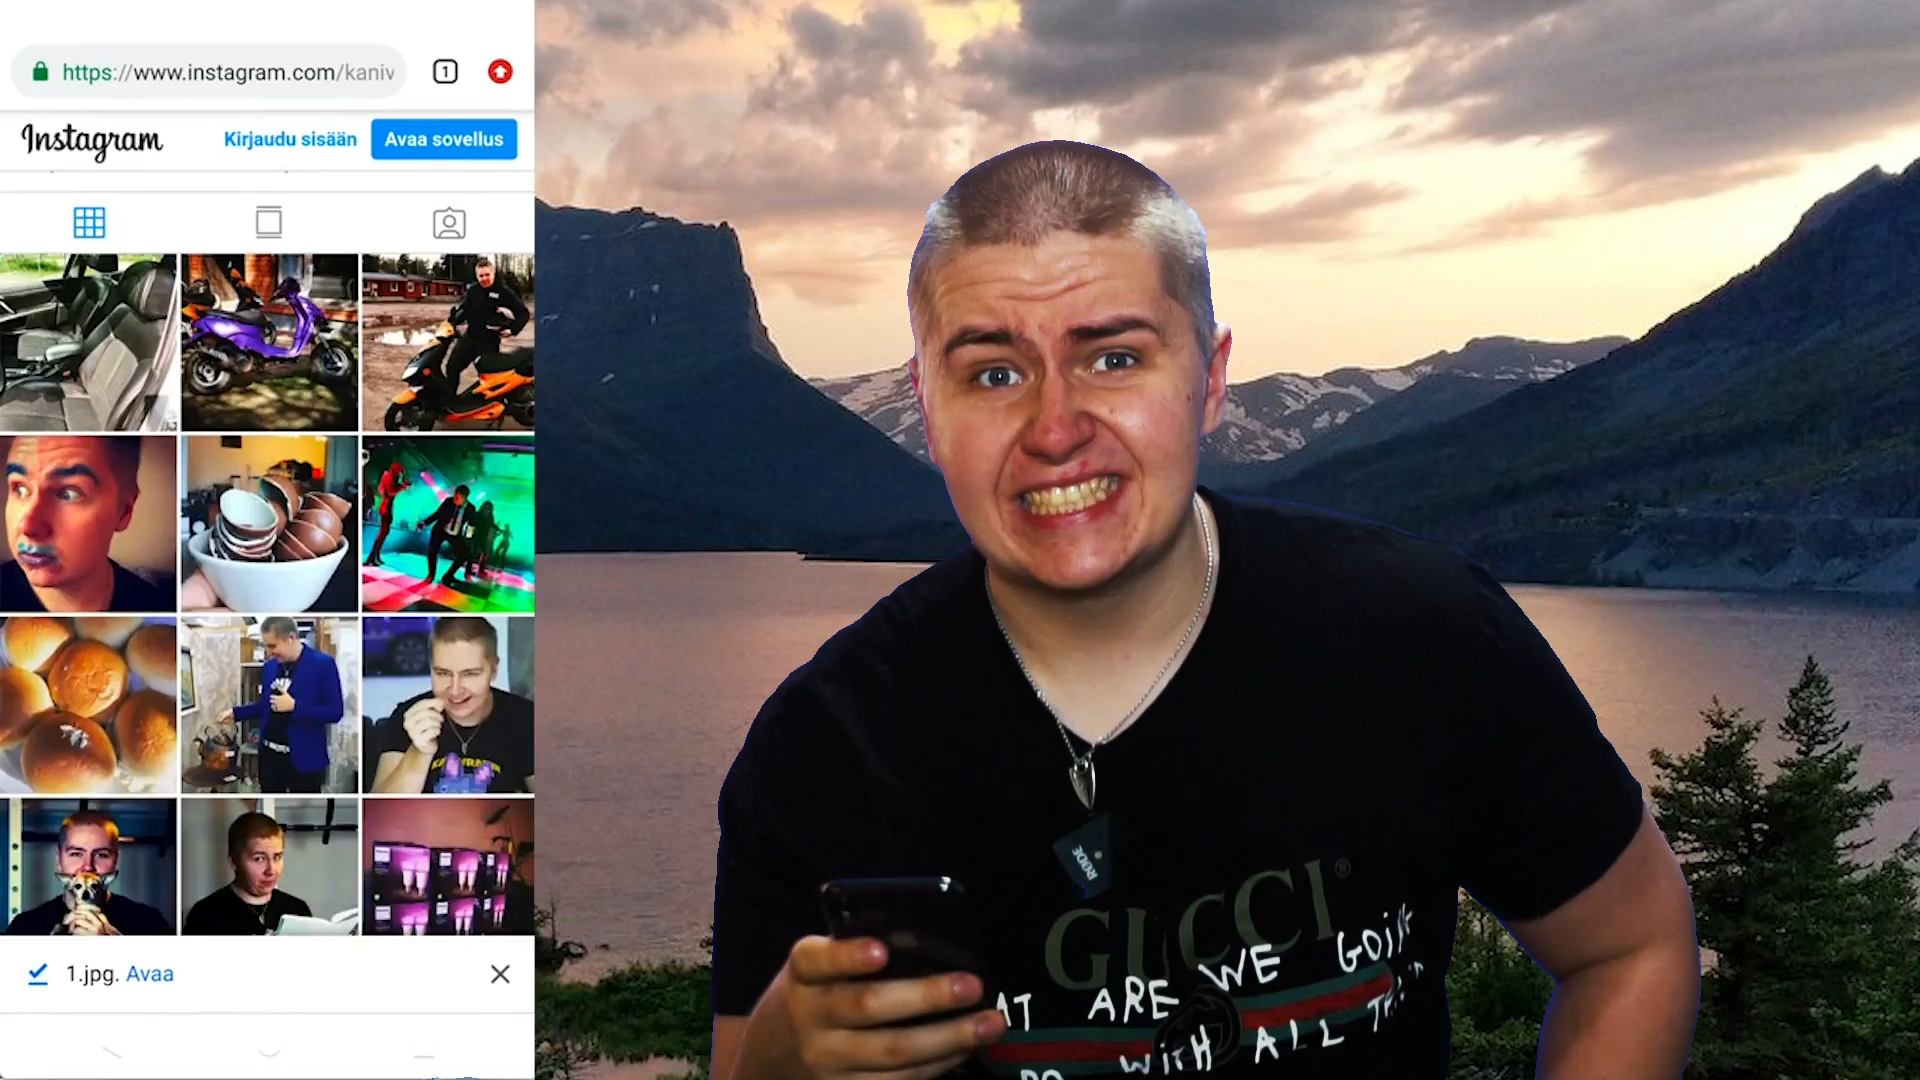 https://www.instagram.com/kaniv
1
Instagram
Kirjaudu sisään
Avaa sovellus
1.jpg. Avaa
RODE
GUCCI®
ARE WE
WITH ALL